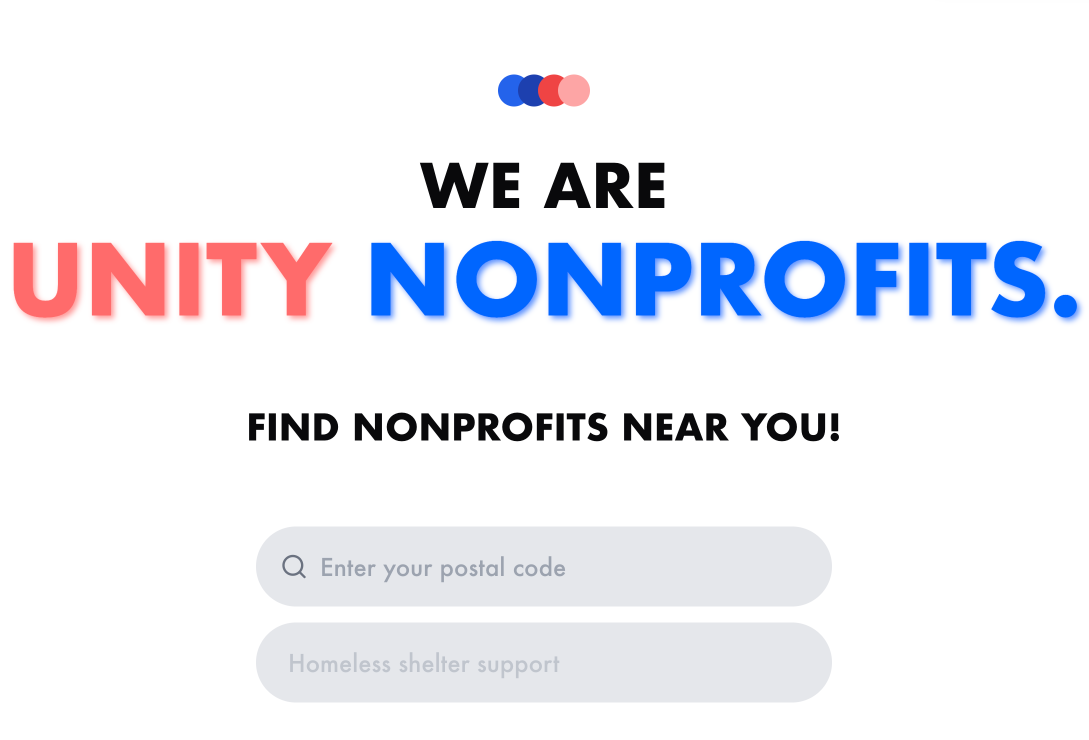 WE ARE
UNITY NONPROFITS.
FIND NONPROFITS NEAR YOU!
Enter your postal code
Homeless shelter support